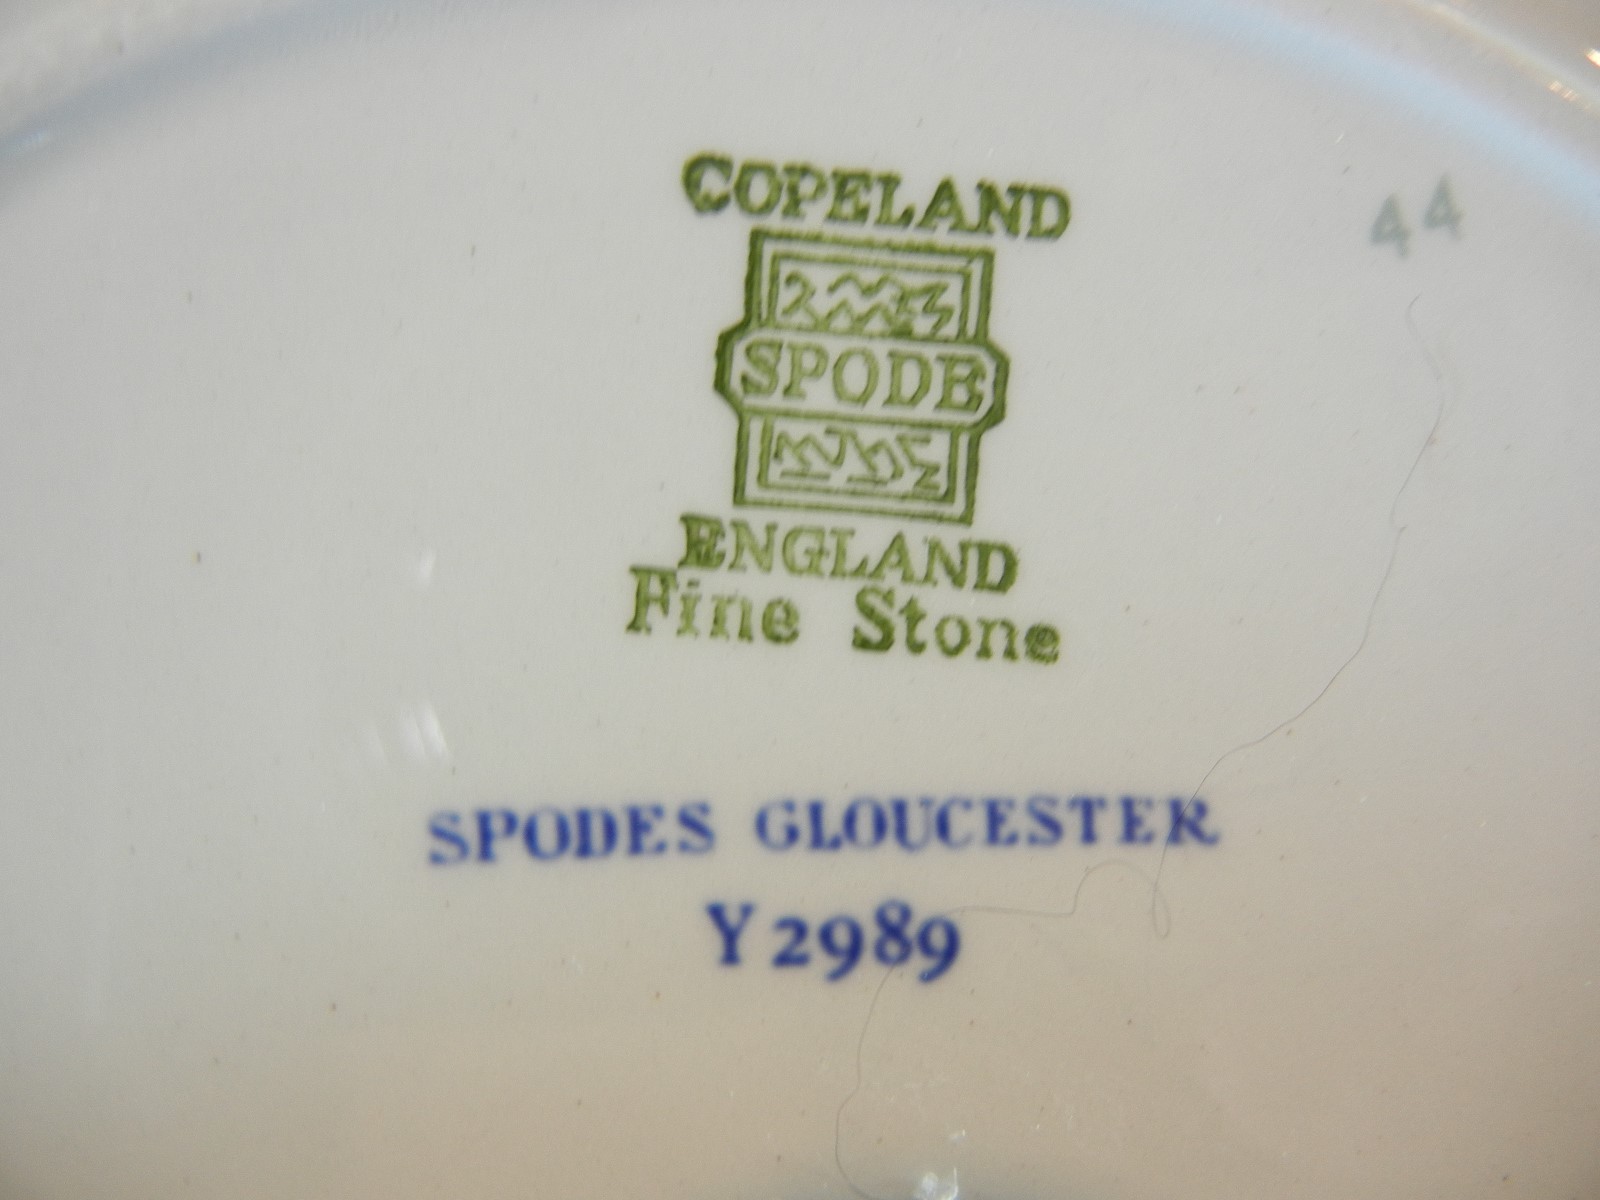 COPELAND
44
SPODE
ENGLAND
Fine Stone
SPODES GLOUCESTER
Y2989